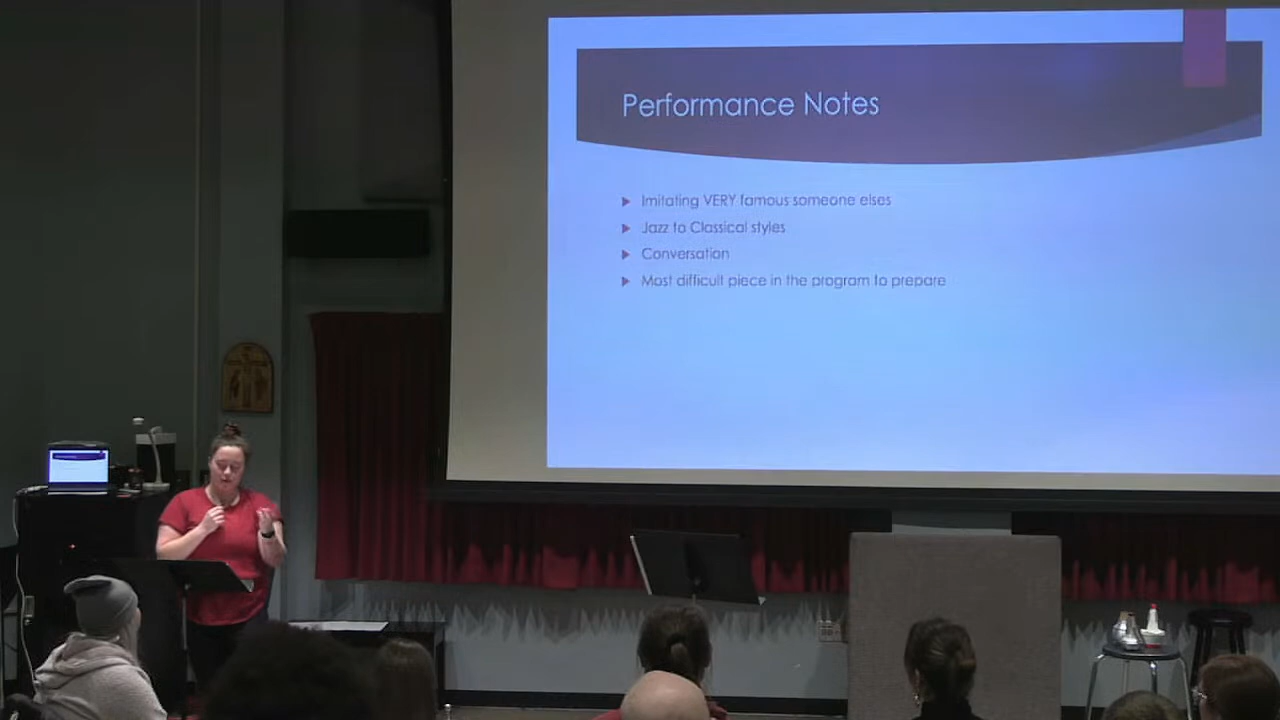 Performance Notes
Imitating VERY famous someone elses
Jazz to Classical styles
Conversation
Most difficult piece in the program to prepare